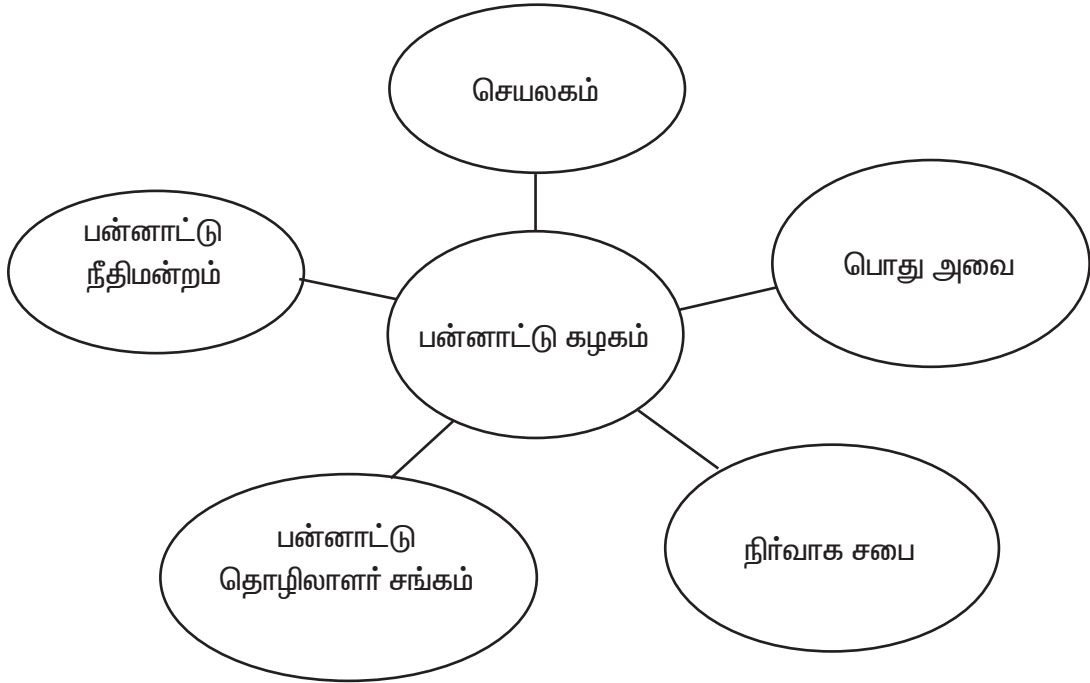 செயலகம்
பன்னாட்டு
நீதிமன்றம்
பொது அவை
பன்னாட்டு கழகம்
பன்னாட்டு
தொழிலாளர் சங்கம்
நிர்வாக சபை